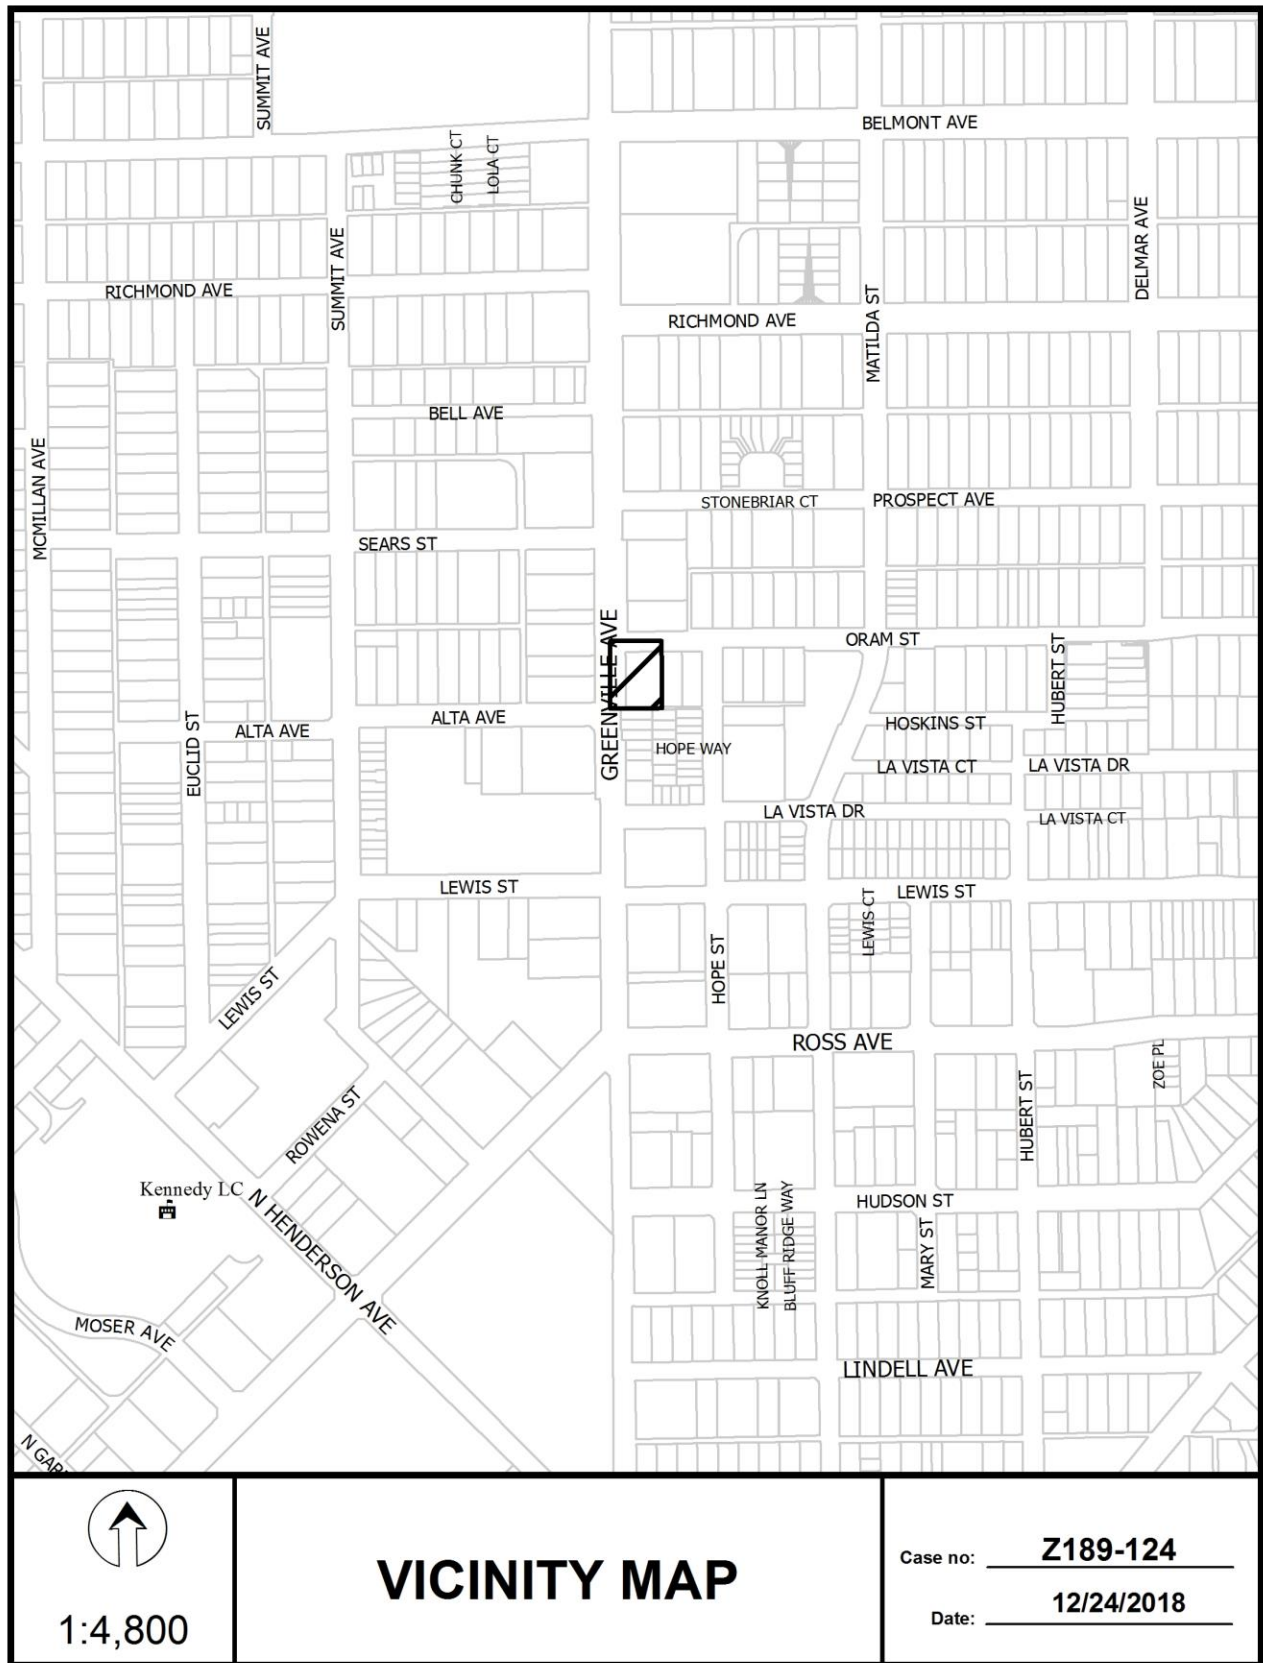 SUMMIT AVE
BELMONT AVE
CHUNK CT
LOLA CT
DELMAR AVE
SUMMIT AVE
RICHMOND AVE
RICHMOND AVE
MATILDA ST
BELL AVE
MCMILLAN AVE
STONEBRIAR CT
PROSPECT AVE
SEARS ST
GREENVILLE AVE
ORAM ST
HUBERT ST
ALTA AVE
ALTA AVE
EUCLID ST
HOSKINS ST
HOPE WAY
LA VISTA CT
LA VISTA DR
LA VISTA DR
LA VISTA CT
LEWIS ST
LEWIS ST
LEWIS CT
HOPE ST
LEWIS ST
ROSS AVE
ZOE PL
HUBERT ST
ROWENA ST
Kennedy LC
N HENDERSON AVE
KNOLL MANOR LN
BLUFF RIDGE WAY
HUDSON ST
MARY ST
MOSER AVE
LINDELL AVE
1:4,800
VICINITY MAP
Case no: Z189-124
Date: 12/24/2018